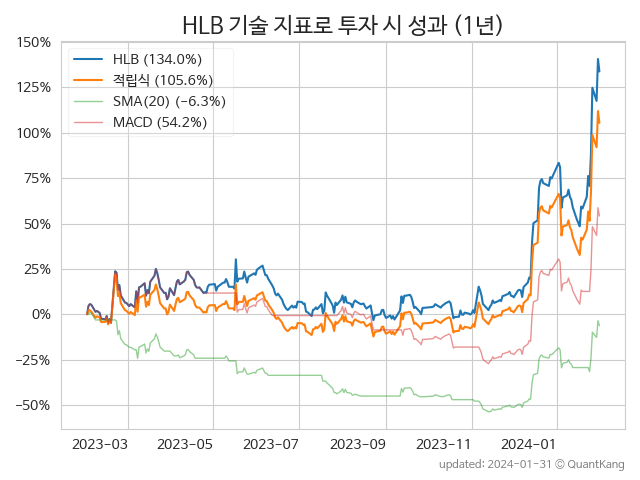 HLB 기술 지표로 투자 시 성과 (1년)
150%
125%
100%
75%
50%
25%
0%
−25%
−50%
HLB (134.0%)
적립식 (105.6%)
SMA(20) (−6.3%)
MACD (54.2%)
2023-03 2023-05 2023-07 2023-09 2023-11 2024-01
updated: 2024-01-31 © QuantKang